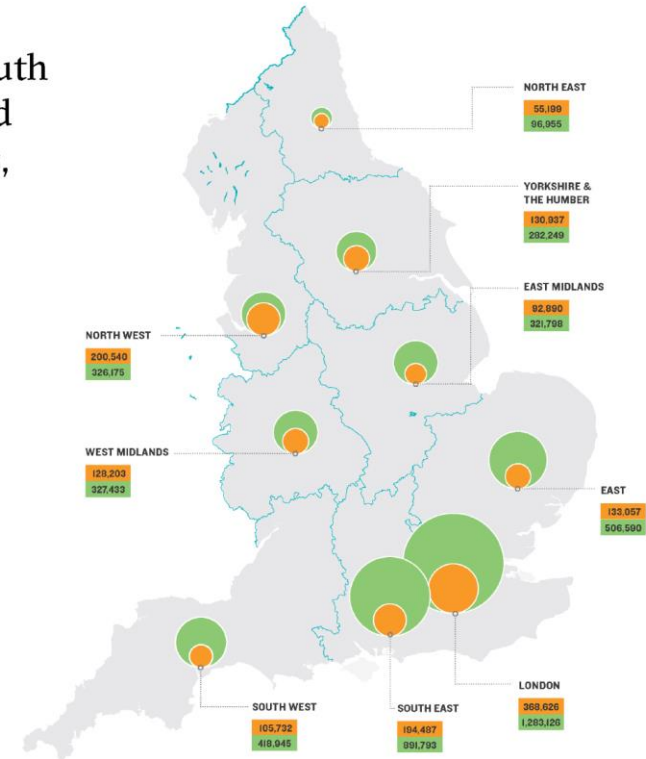 uth
d
,
NORTH EAST
55,199
96,955
YORKSHIRE &
THE HUMBER
130,937
282,249
EAST MIDLANDS
92,890
321,798
NORTH WEST
200,540
326,175
WEST MIDLANDS
128,203
327,433
EAST
133,057
506,590
LONDON
368,626
1,283,126
SOUTH WEST
105,732
418,945
SOUTH EAST
194,487
891,793